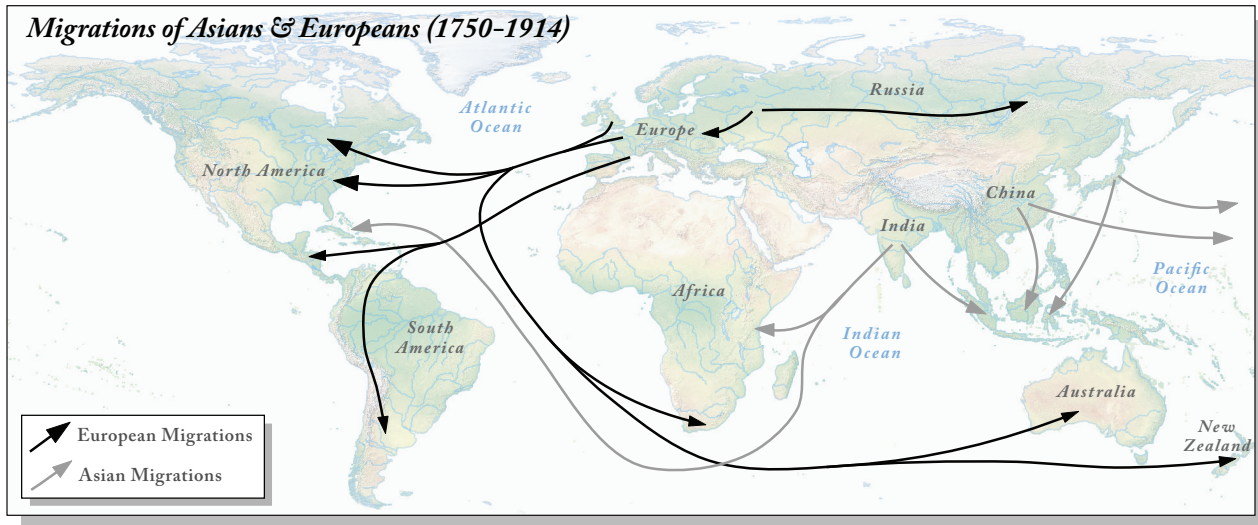 Migrations of Asians & Europeans (1750-1914)
Atlantic
Ocean
Russia
Europe
North America
China
India
Pacific
Ocean
Africa
South
America
Indian
Ocean
Australia
New
Zealand
European Migrations
Asian Migrations